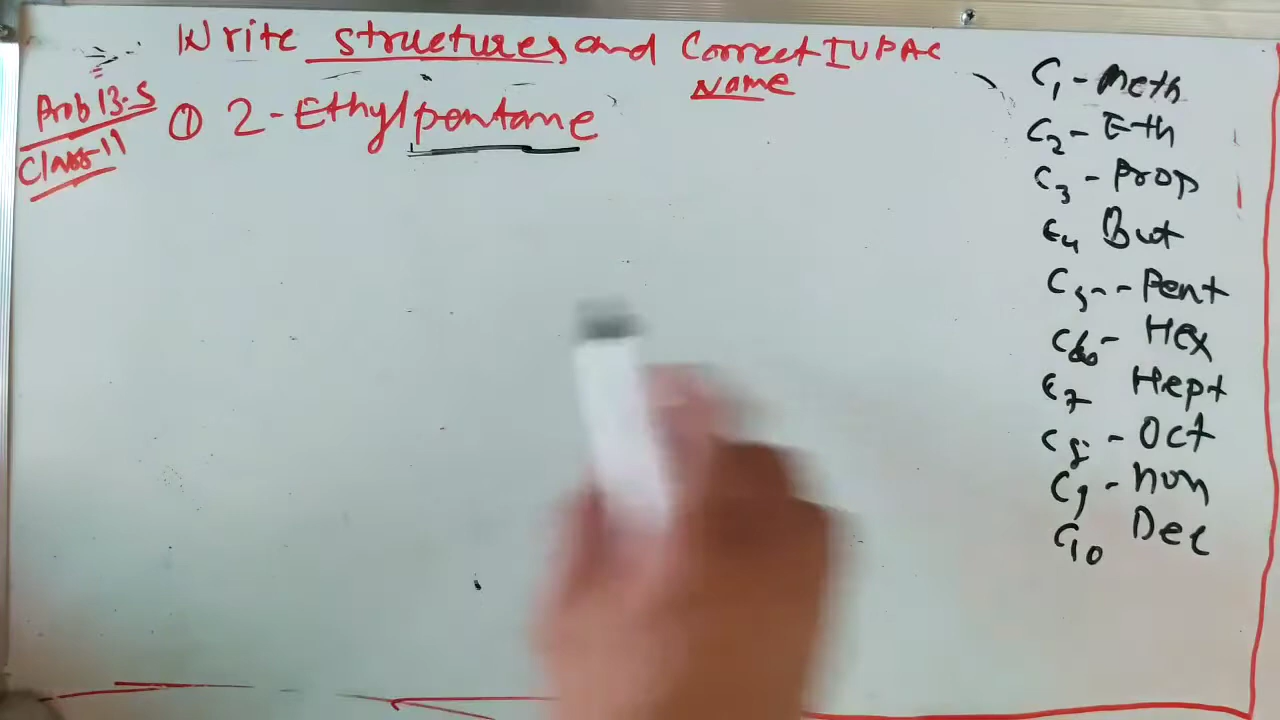 Write structures and Correct IUPAC
Name
Prob 13.5
Class-11
① 2-Ethylpentane
C1 - Meth
C2 - Eth
C3 - Prop
C4 But
C5 -- Pent
C6 - Hex
C7 Hept
C8 - Oct
C9 - Non
C10 Dec